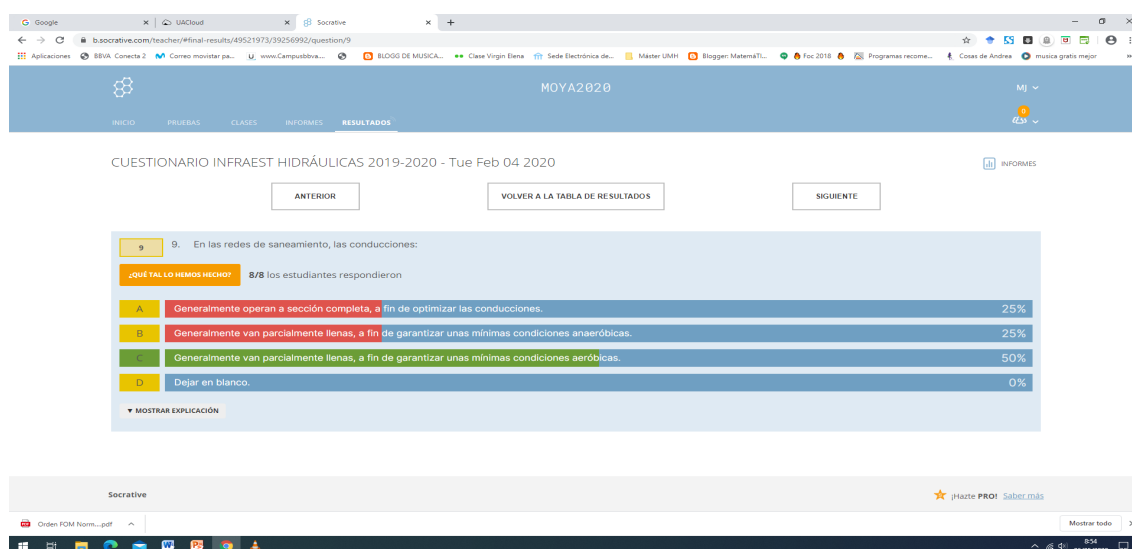 Google
UACloud
Socrative
b.socrative.com/teacher/#final-results/49521973/39256992/question/9
Aplicaciones
BBVA Conecta 2
Correo movistar pa...
www.Campusbbva....
BLOGG DE MUSICA...
Clase Virgin Elena
Sede Electrónica de...
Máster UMH
Blogger: MatemáTI...
Foc 2018
Programas recome...
Cosas de Andrea
musica gratis mejor
MOYA2020
MJ
0
INICIO
PRUEBAS
CLASES
INFORMES
RESULTADOS
CUESTIONARIO INFRAEST HIDRÁULICAS 2019-2020 - Tue Feb 04 2020
INFORMES
ANTERIOR
VOLVER A LA TABLA DE RESULTADOS
SIGUIENTE
9
9. En las redes de saneamiento, las conducciones:
¿QUÉ TAL LO HEMOS HECHO?
8/8 los estudiantes respondieron
A Generalmente operan a sección completa, a fin de optimizar las conducciones. 25%
B Generalmente van parcialmente llenas, a fin de garantizar unas mínimas condiciones anaeróbicas. 25%
C Generalmente van parcialmente llenas, a fin de garantizar unas mínimas condiciones aeróbicas. 50%
D Dejar en blanco. 0%
▼ MOSTRAR EXPLICACIÓN
Socrative
¡Hazte PRO! Saber más
Orden FOM Norm....pdf
Mostrar todo
8:54